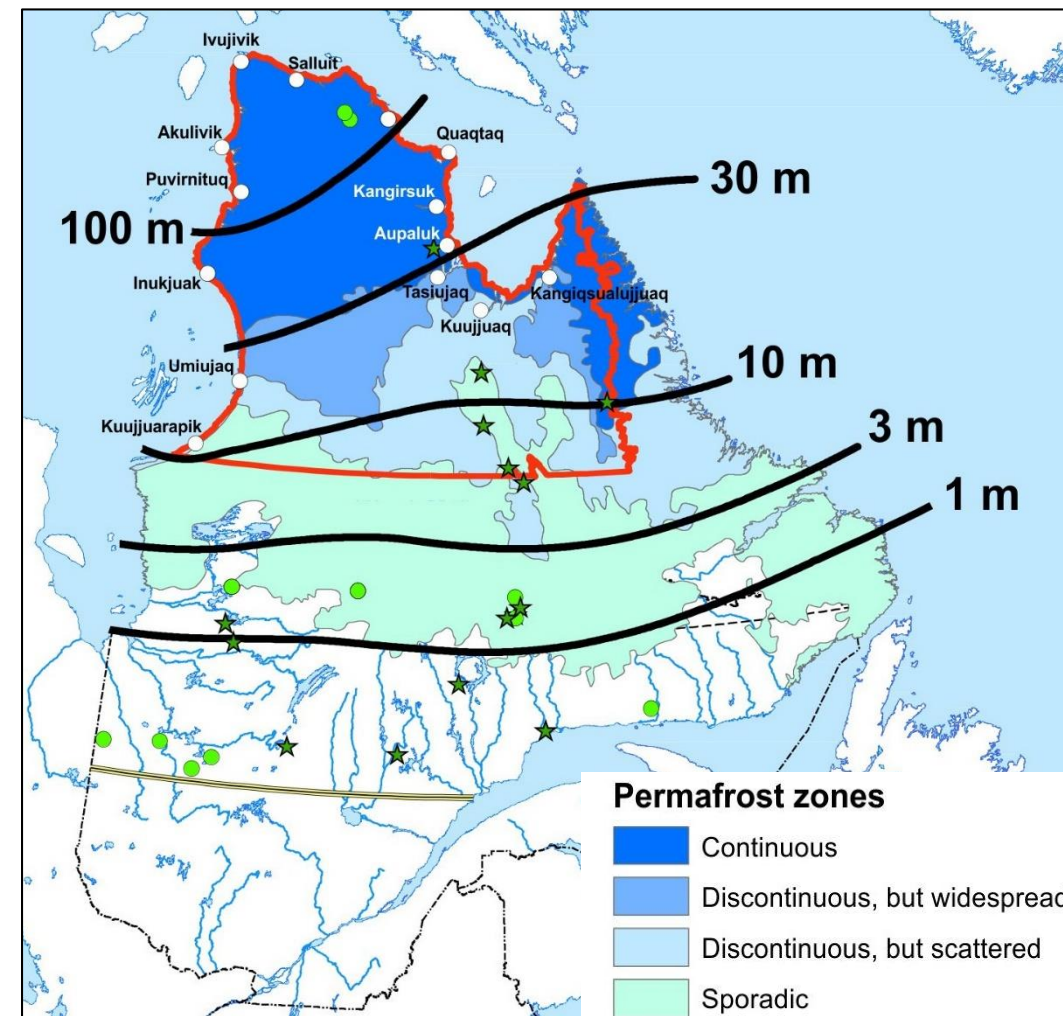 Ivujivik
Salluit
Akulivik
Quaqtaq
Puvirnituq
Kangirsuk
30 m
100 m
Aupaluk
Inukjuak
Tasiujaq
Kangiqsualujjuaq
Kuujjuaq
Umiujaq
10 m
Kuujjuarapik
3 m
1 m
Permafrost zones
Continuous
Discontinuous, but widespread
Discontinuous, but scattered
Sporadic